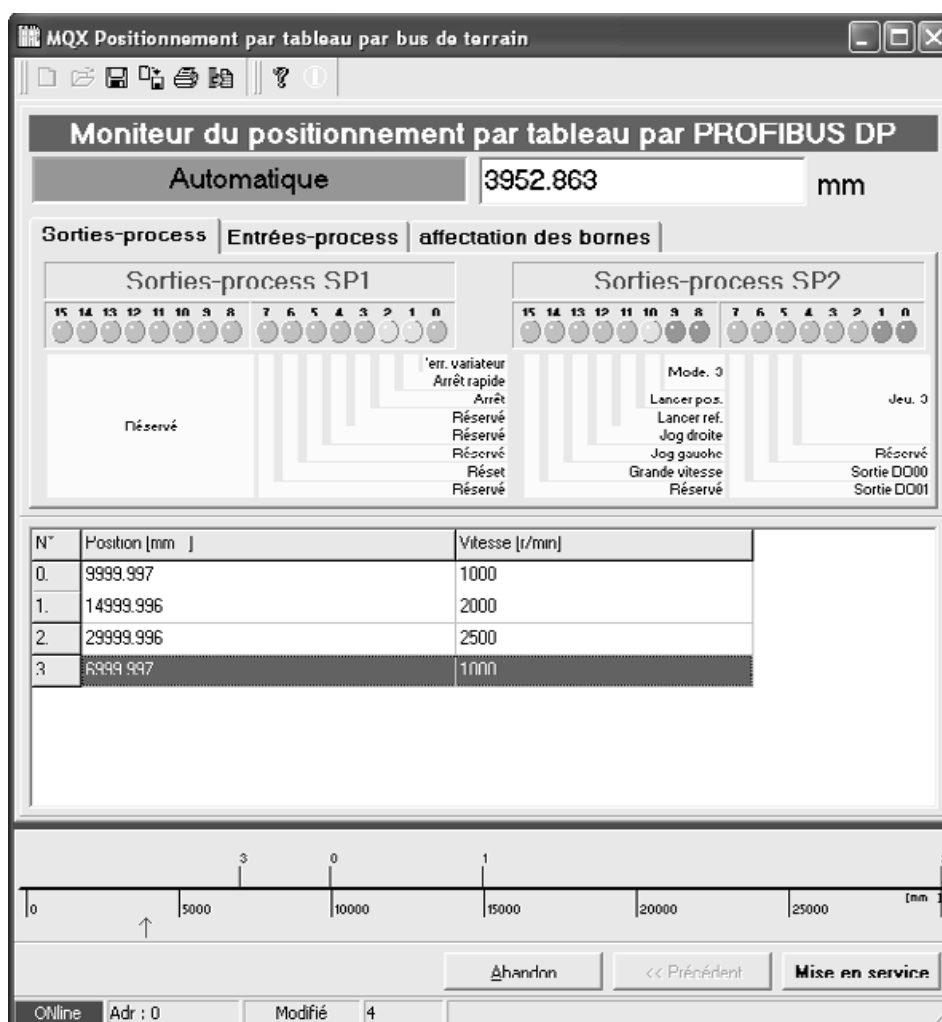 MQX Positionnement par tableau par bus de terrain
Moniteur du positionnement par tableau par PROFIBUS DP
Automatique 3952.863 mm
Sorties-process Entrées-process affectation des bornes
Sorties-process SP1 Sorties-process SP2
15 14 13 12 11 10 9 8 7 6 5 4 3 2 1 0 15 14 13 12 11 10 9 8 7 6 5 4 3 2 1 0
'err. variateur
Arrêt rapide Mode. 3
Arrêt Lancer pos. Jeu. 3
Réservé Réservé Lancer ref.
Réservé Jog droite
Réservé Jog gauche Réservé
Réset Grande vitesse Sortie DO00
Réservé Réservé Sortie DO01
N° Position [mm ] Vitesse [r/min]
0. 9999.997 1000
1. 14999.996 2000
2. 29999.996 2500
3 6999.997 1000
3 0 1
0 5000 10000 15000 20000 25000 [mm ]
Abandon << Précédent Mise en service
ONline Adr : 0 Modifié 4